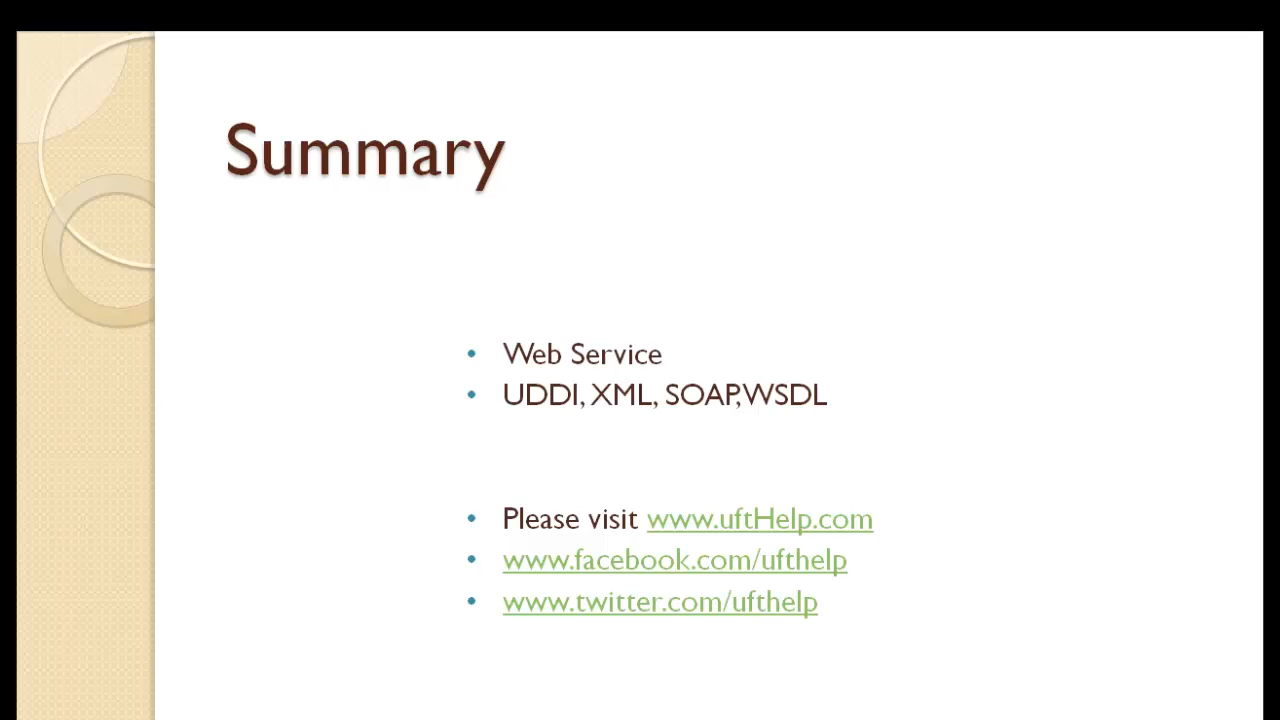 Summary
• Web Service
• UDDI, XML, SOAP,WSDL
• Please visit www.uftHelp.com
• www.facebook.com/ufthelp
• www.twitter.com/ufthelp